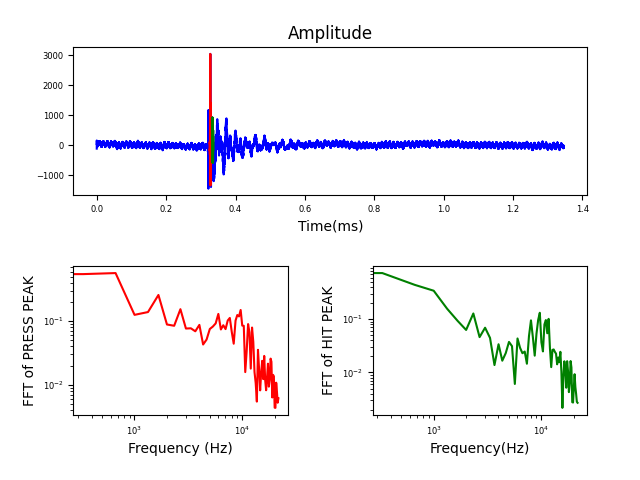 Amplitude
3000
2000
1000
0
−1000
0.0 0.2 0.4 0.6 0.8 1.0 1.2 1.4
Time(ms)
FFT of PRESS PEAK
10⁻¹
10⁻²
10³ 10⁴
Frequency (Hz)
FFT of HIT PEAK
10⁻¹
10⁻²
10³ 10⁴
Frequency(Hz)